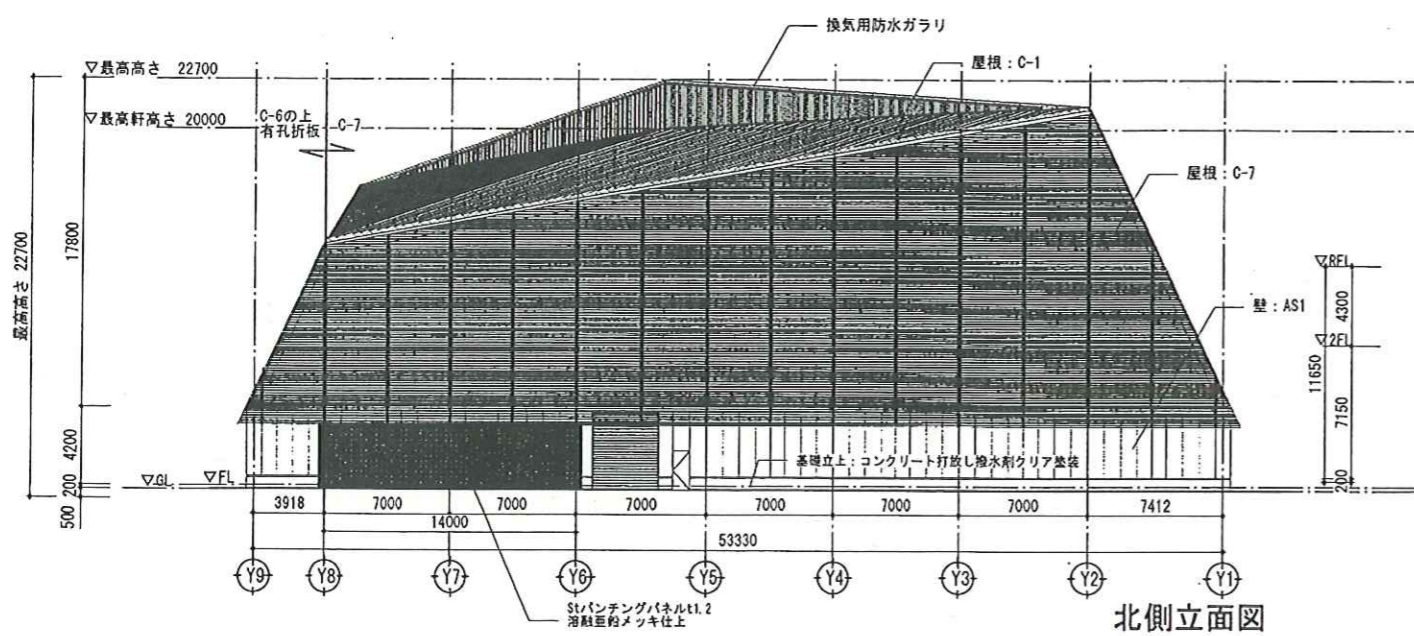 換気用防水ガラリ
▽最高高さ 22700
屋根:C-1
▽最高軒高さ 20000
C-6の上
有孔折板
C-7
屋根:C-7
最高高さ 22700
17800
4200
200
500
▽RFL
4300
壁:AS1
▽2FL
11650
7150
200
▽GL
▽FL
基礎立上:コンクリート打放し撥水剤クリア塗装
3918
7000
7000
7000
7000
7000
7000
7412
14000
53330
Y9
Y8
Y7
Y6
Y5
Y4
Y3
Y2
Y1
Stパンチングパネルt1.2
溶融亜鉛メッキ仕上
北側立面図